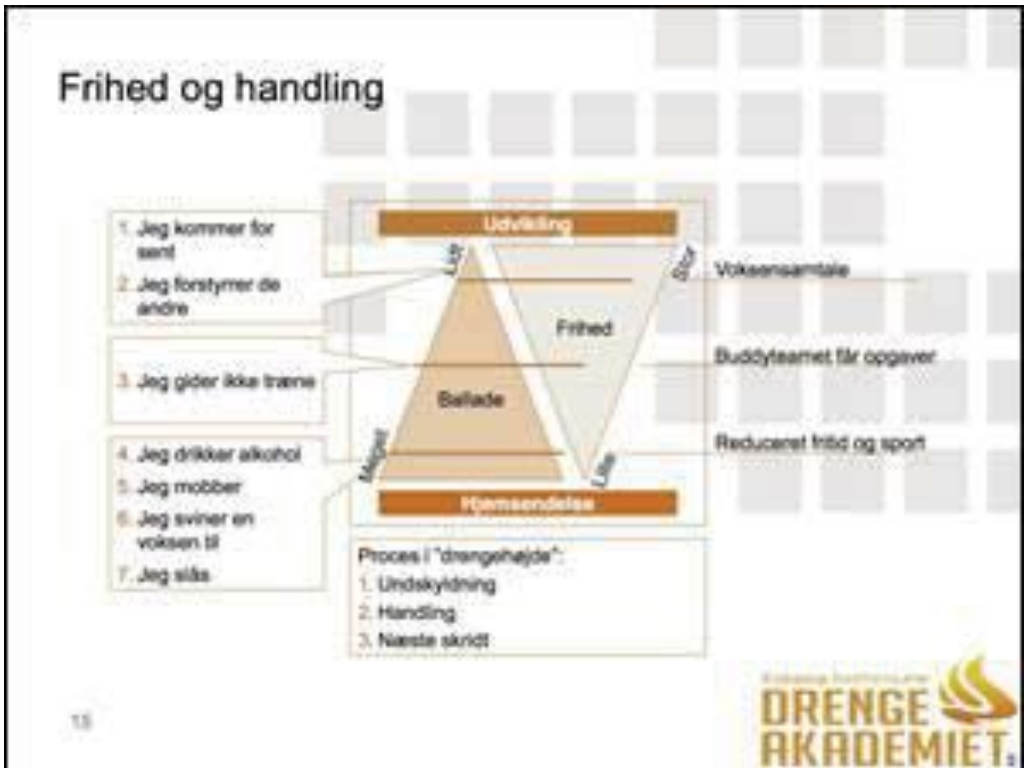 Frihed og handling
1. Jeg kommer for
sent
2. Jeg forstyrrer de
andre
3. Jeg gider ikke træne
4. Jeg drikker alkohol
5. Jeg mobber
6. Jeg sviner en
voksen til
7. Jeg slås
Udvikling
Lidt
Stor
Frihed
Ballade
Meget
Lille
Hjemsendelse
Voksensamtale
Buddyteamet får opgaver
Reduceret fritid og sport
Proces i "drengehøjde":
1. Undskyldning
2. Handling
3. Næste skridt
DRENGE
AKADEMIET